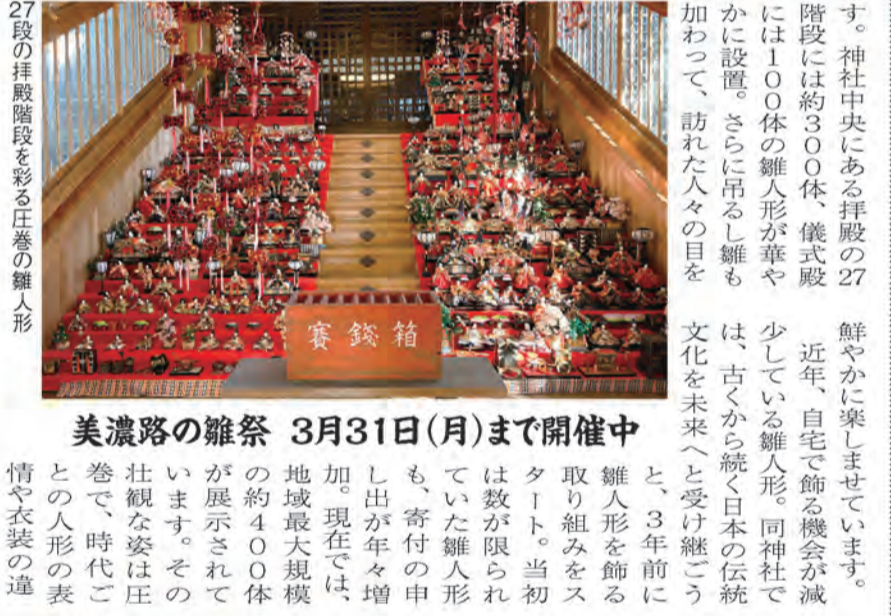 す。神社中央にある拝殿の27
階段には約300体、儀式殿
には100体の雛人形が華や
かに設置。さらに吊るし雛も
加わって、訪れた人々の目を
鮮やかに楽しませています。
近年、自宅で飾る機会が減
少している雛人形。同神社で
は、古くから続く日本の伝統
文化を未来へと受け継ごう
と、3年前に
雛人形を飾る
取り組みをス
タート。当初
は数が限られ
ていた雛人形
も、寄付の申
し出が年々増
加。現在では、
地域最大規模
の約400体
が展示されて
います。その
壮観な姿は圧
巻で、時代ご
との人形の表
情や衣装の違
賽銭箱
美濃路の雛祭 3月31日(月)まで開催中
27段の拝殿階段を彩る圧巻の雛人形